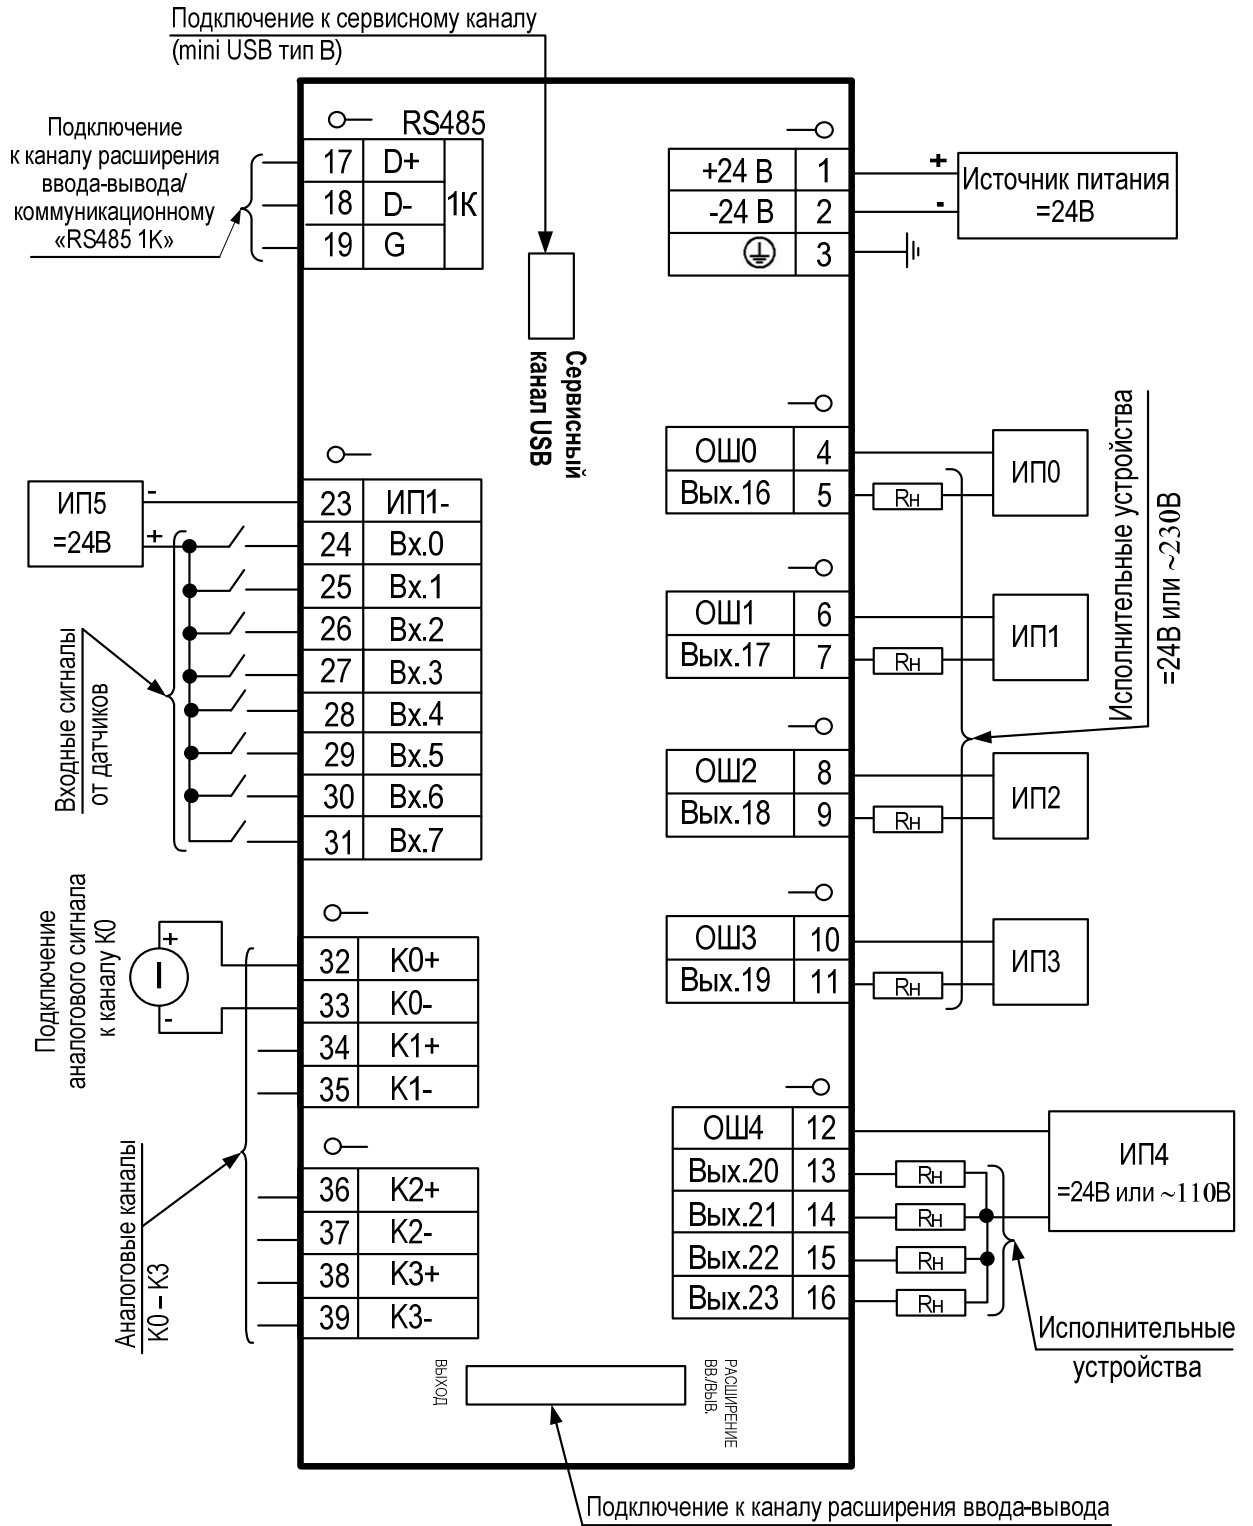 Подключение к сервисному каналу
(mini USB тип B)
Подключение
к каналу расширения
ввода-вывода/
коммуникационному
«RS485 1K»
RS485
17 D+
18 D-
19 G
1К
Сервисный
канал USB
+24 В 1
-24 В 2
3
+
-
Источник питания
=24В
ИП5
=24В
-
+
23 ИП1-
24 Вх.0
25 Вх.1
26 Вх.2
27 Вх.3
28 Вх.4
29 Вх.5
30 Вх.6
31 Вх.7
Входные сигналы
от датчиков
ОШ0 4
Вых.16 5
Rн
ИП0
ОШ1 6
Вых.17 7
Rн
ИП1
ОШ2 8
Вых.18 9
Rн
ИП2
ОШ3 10
Вых.19 11
Rн
ИП3
Исполнительные устройства
=24В или ~230В
Подключение
аналогового сигнала
к каналу К0
+
I
-
32 К0+
33 К0-
34 К1+
35 К1-
36 К2+
37 К2-
38 К3+
39 К3-
Аналоговые каналы
К0 – К3
ОШ4 12
Вых.20 13
Вых.21 14
Вых.22 15
Вых.23 16
Rн
Rн
Rн
Rн
ИП4
=24В или ~110В
Исполнительные
устройства
ВЫХОД
РАСШИРЕНИЕ
ВВ./ВЫВ.
Подключение к каналу расширения ввода-вывода